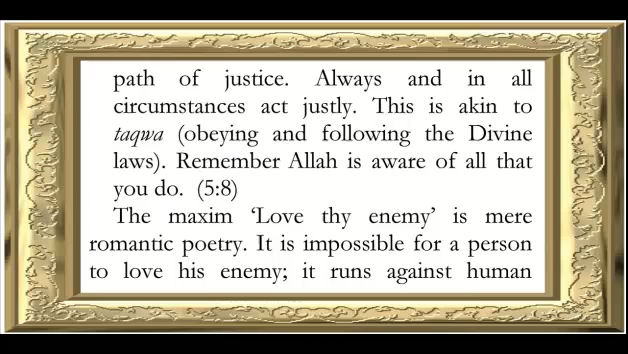 path of justice. Always and in all
circumstances act justly. This is akin to
taqwa (obeying and following the Divine
laws). Remember Allah is aware of all that
you do. (5:8)
The maxim ‘Love thy enemy’ is mere
romantic poetry. It is impossible for a person
to love his enemy; it runs against human